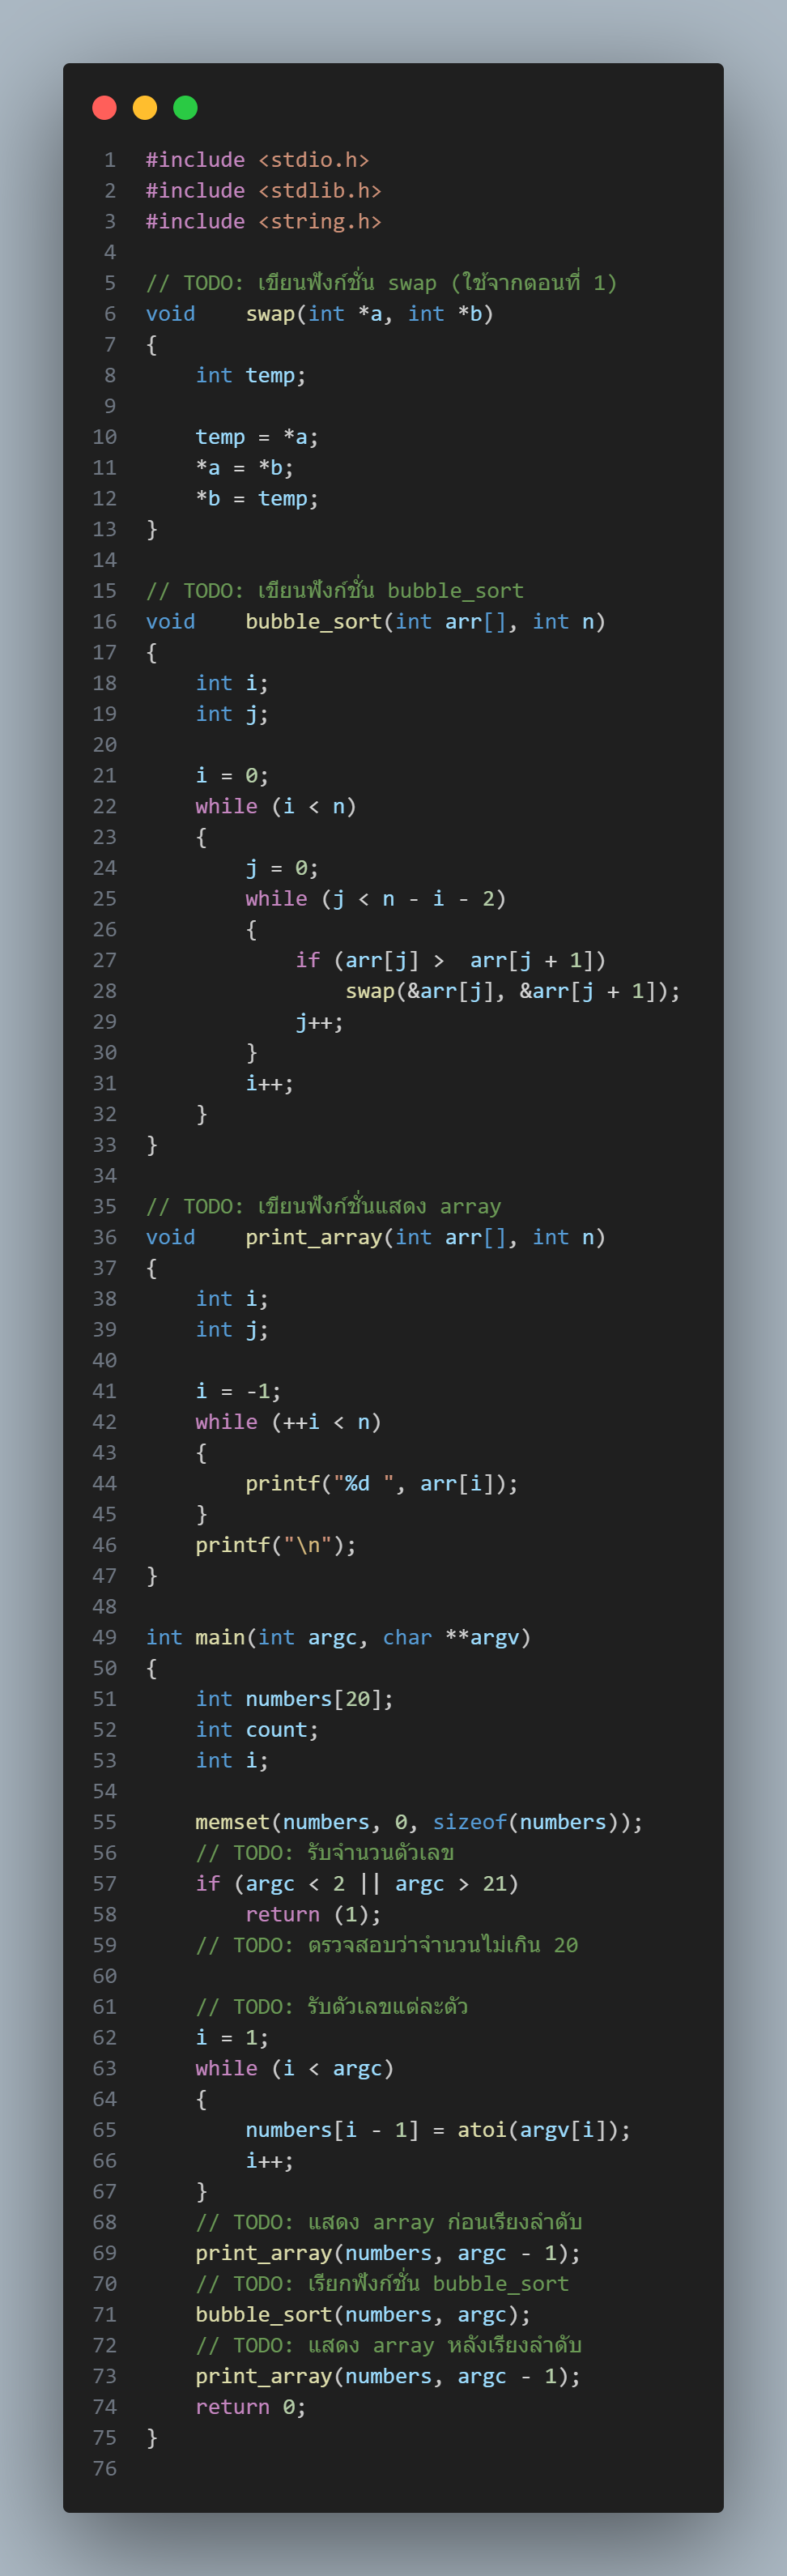 1 #include <stdio.h>
2 #include <stdlib.h>
3 #include <string.h>
4
5 // TODO: เขียนฟังก์ชั่น swap (ใช้จากตอนที่ 1)
6 void    swap(int *a, int *b)
7 {
8     int temp;
9
10     temp = *a;
11     *a = *b;
12     *b = temp;
13 }
14
15 // TODO: เขียนฟังก์ชั่น bubble_sort
16 void    bubble_sort(int arr[], int n)
17 {
18     int i;
19     int j;
20
21     i = 0;
22     while (i < n)
23     {
24         j = 0;
25         while (j < n - i - 2)
26         {
27             if (arr[j] >  arr[j + 1])
28                 swap(&arr[j], &arr[j + 1]);
29             j++;
30         }
31         i++;
32     }
33 }
34
35 // TODO: เขียนฟังก์ชั่นแสดง array
36 void    print_array(int arr[], int n)
37 {
38     int i;
39     int j;
40
41     i = -1;
42     while (++i < n)
43     {
44         printf("%d ", arr[i]);
45     }
46     printf("\n");
47 }
48
49 int main(int argc, char **argv)
50 {
51     int numbers[20];
52     int count;
53     int i;
54
55     memset(numbers, 0, sizeof(numbers));
56     // TODO: รับจำนวนตัวเลข
57     if (argc < 2 || argc > 21)
58         return (1);
59     // TODO: ตรวจสอบว่าจำนวนไม่เกิน 20
60
61     // TODO: รับตัวเลขแต่ละตัว
62     i = 1;
63     while (i < argc)
64     {
65         numbers[i - 1] = atoi(argv[i]);
66         i++;
67     }
68     // TODO: แสดง array ก่อนเรียงลำดับ
69     print_array(numbers, argc - 1);
70     // TODO: เรียกฟังก์ชั่น bubble_sort
71     bubble_sort(numbers, argc);
72     // TODO: แสดง array หลังเรียงลำดับ
73     print_array(numbers, argc - 1);
74     return 0;
75 }
76